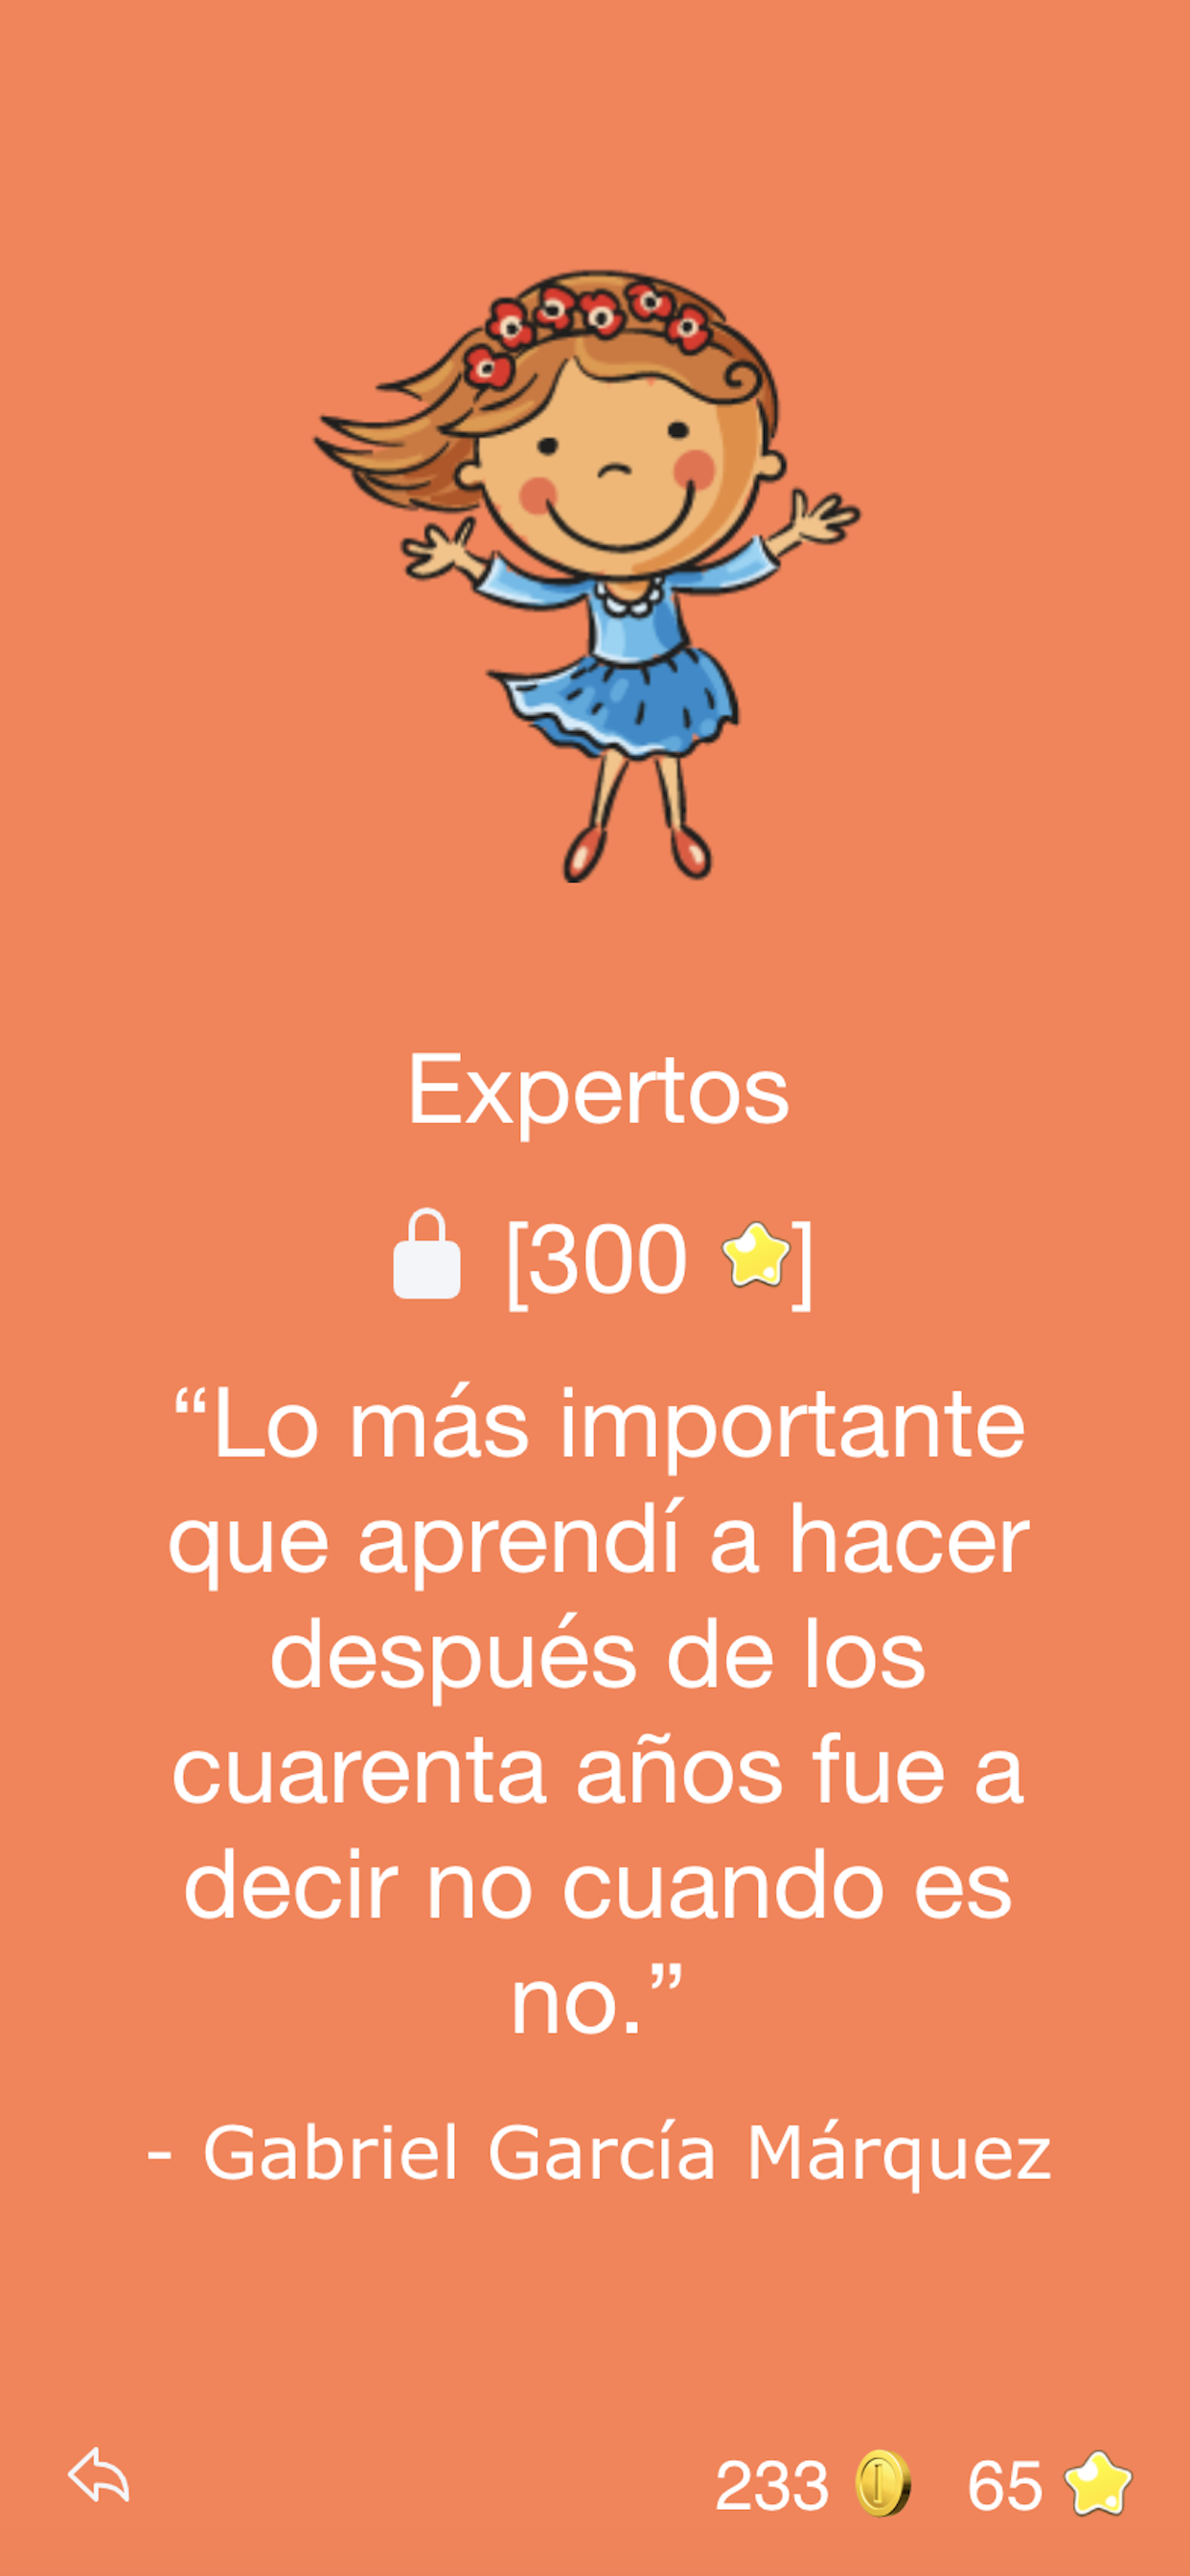 Expertos
[300 ]
“Lo más importante
que aprendí a hacer
después de los
cuarenta años fue a
decir no cuando es
no.”
- Gabriel García Márquez
233 65